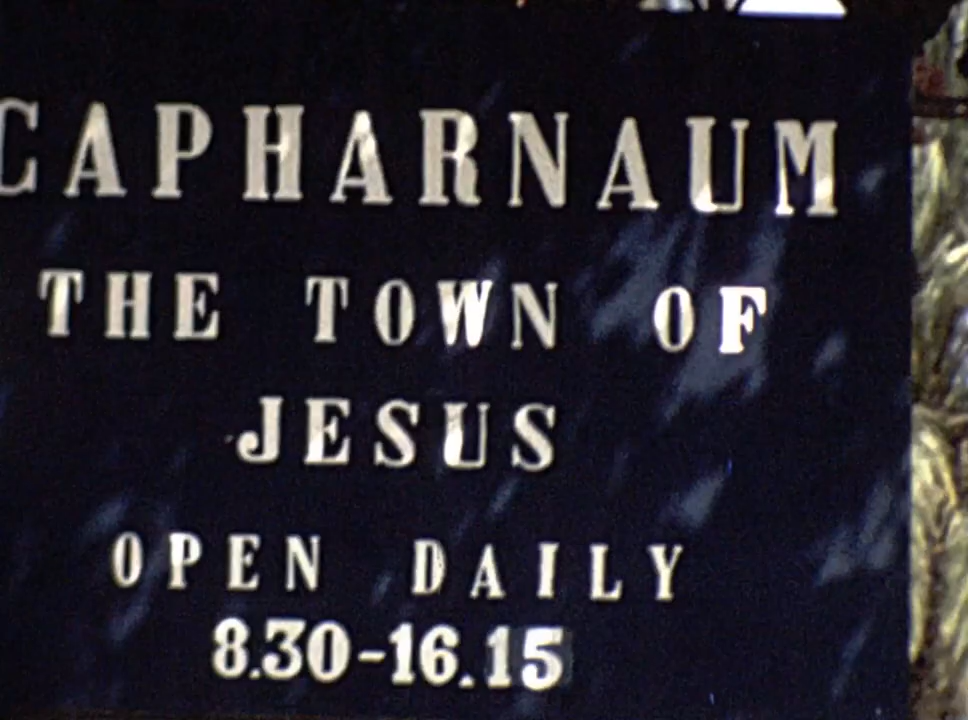 CAPHARNAUM
THE TOWN OF
JESUS
OPEN DAILY
8.30-16.15